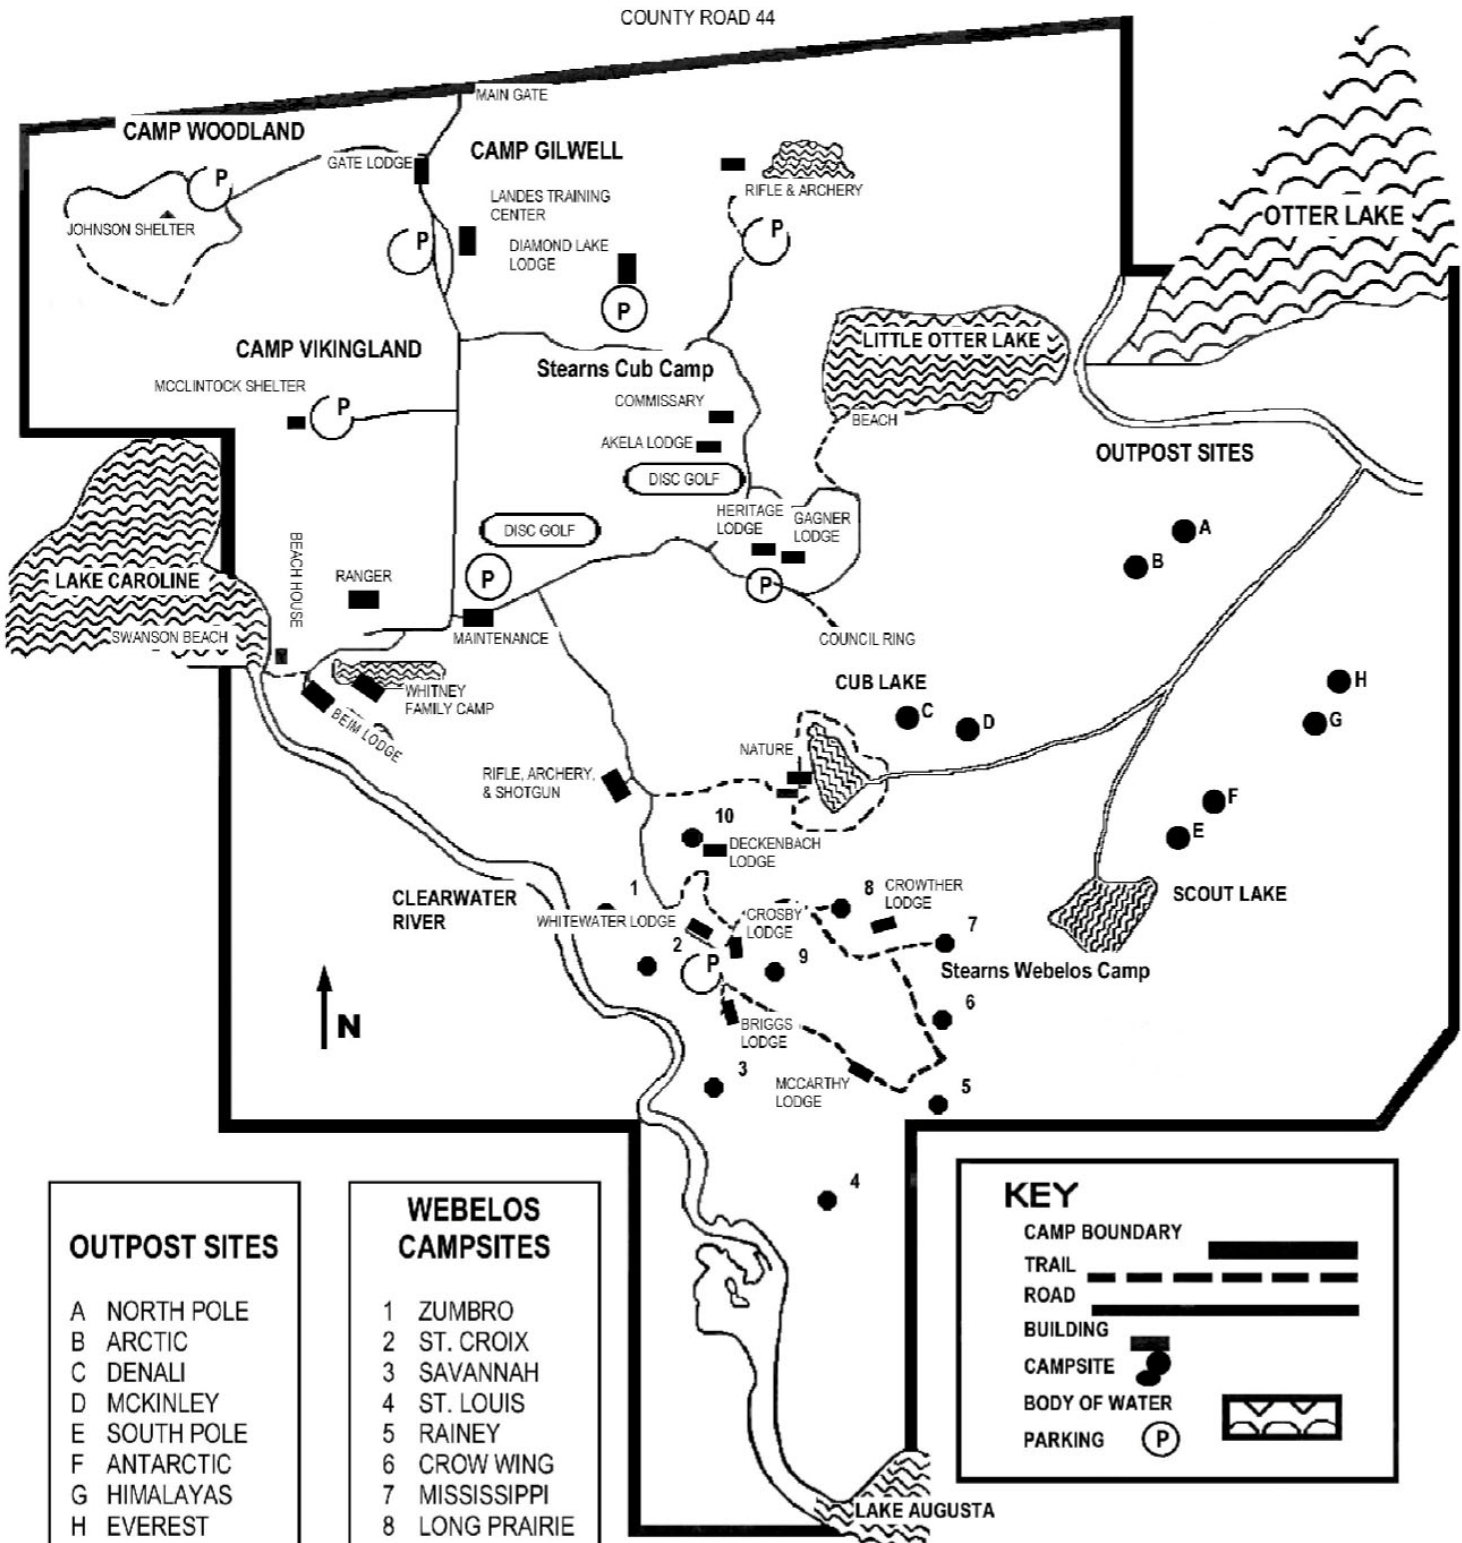 COUNTY ROAD 44
MAIN GATE
CAMP WOODLAND
GATE LODGE
CAMP GILWELL
P
JOHNSON SHELTER
LANDES TRAINING
CENTER
P
DIAMOND LAKE
LODGE
P
RIFLE & ARCHERY
P
OTTER LAKE
CAMP VIKINGLAND
MCCLINTOCK SHELTER
P
Stearns Cub Camp
COMMISSARY
AKELA LODGE
DISC GOLF
LITTLE OTTER LAKE
BEACH
OUTPOST SITES
HERITAGE
LODGE
GAGNER
LODGE
P
DISC GOLF
P
A
B
LAKE CAROLINE
SWANSON BEACH
BEACH HOUSE
RANGER
MAINTENANCE
COUNCIL RING
WHITNEY
FAMILY CAMP
BEIM LODGE
CUB LAKE
C
D
H
G
NATURE
RIFLE, ARCHERY,
& SHOTGUN
F
E
10
DECKENBACH
LODGE
CLEARWATER
RIVER
1
WHITEWATER LODGE
CROSBY
LODGE
8
CROWTHER
LODGE
SCOUT LAKE
2
P
9
7
Stearns Webelos Camp
N
BRIGGS
LODGE
6
3
MCCARTHY
LODGE
5
4
OUTPOST SITES
A NORTH POLE
B ARCTIC
C DENALI
D MCKINLEY
E SOUTH POLE
F ANTARCTIC
G HIMALAYAS
H EVEREST
WEBELOS
CAMPSITES
1 ZUMBRO
2 ST. CROIX
3 SAVANNAH
4 ST. LOUIS
5 RAINEY
6 CROW WING
7 MISSISSIPPI
8 LONG PRAIRIE
KEY
CAMP BOUNDARY
TRAIL
ROAD
BUILDING
CAMPSITE
BODY OF WATER
PARKING P
LAKE AUGUSTA